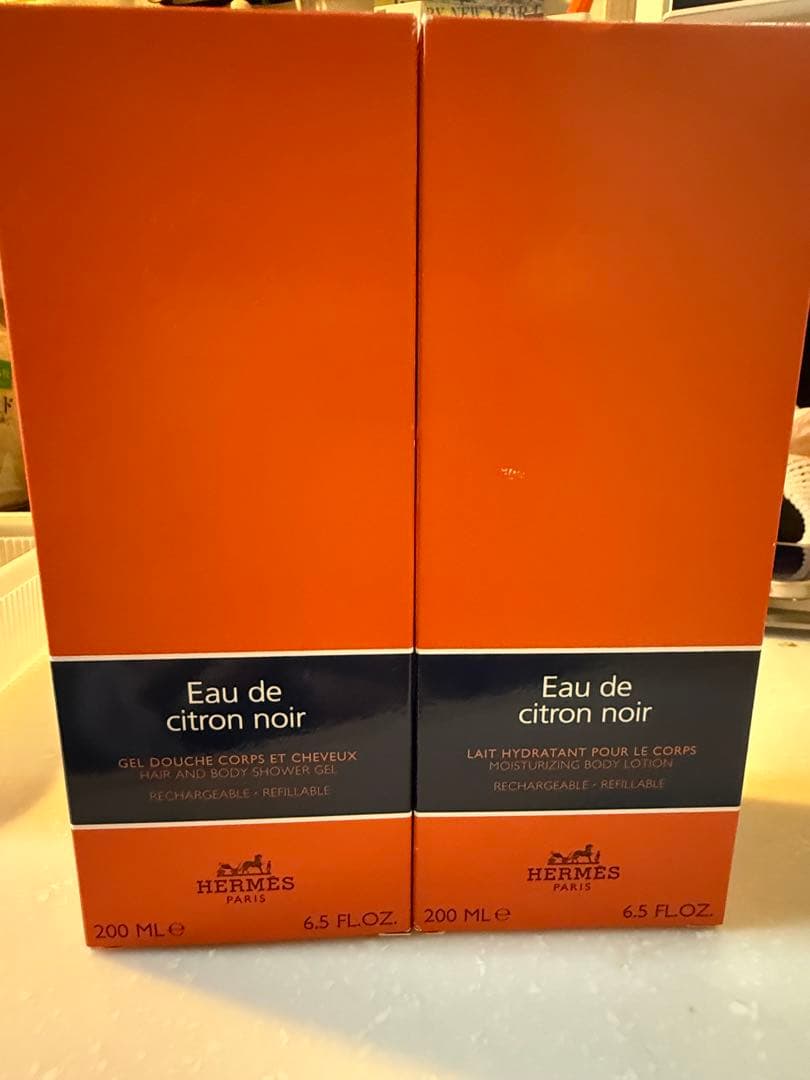 Eau de
citron noir
GEL DOUCHE CORPS ET CHEVEUX
HAIR AND BODY SHOWER GEL
RECHARGEABLE • REFILLABLE
HERMÈS
PARIS
200 ML ℮
6.5 FL.OZ.
Eau de
citron noir
LAIT HYDRATANT POUR LE CORPS
MOISTURIZING BODY LOTION
RECHARGEABLE • REFILLABLE
HERMÈS
PARIS
200 ML ℮
6.5 FL.OZ.